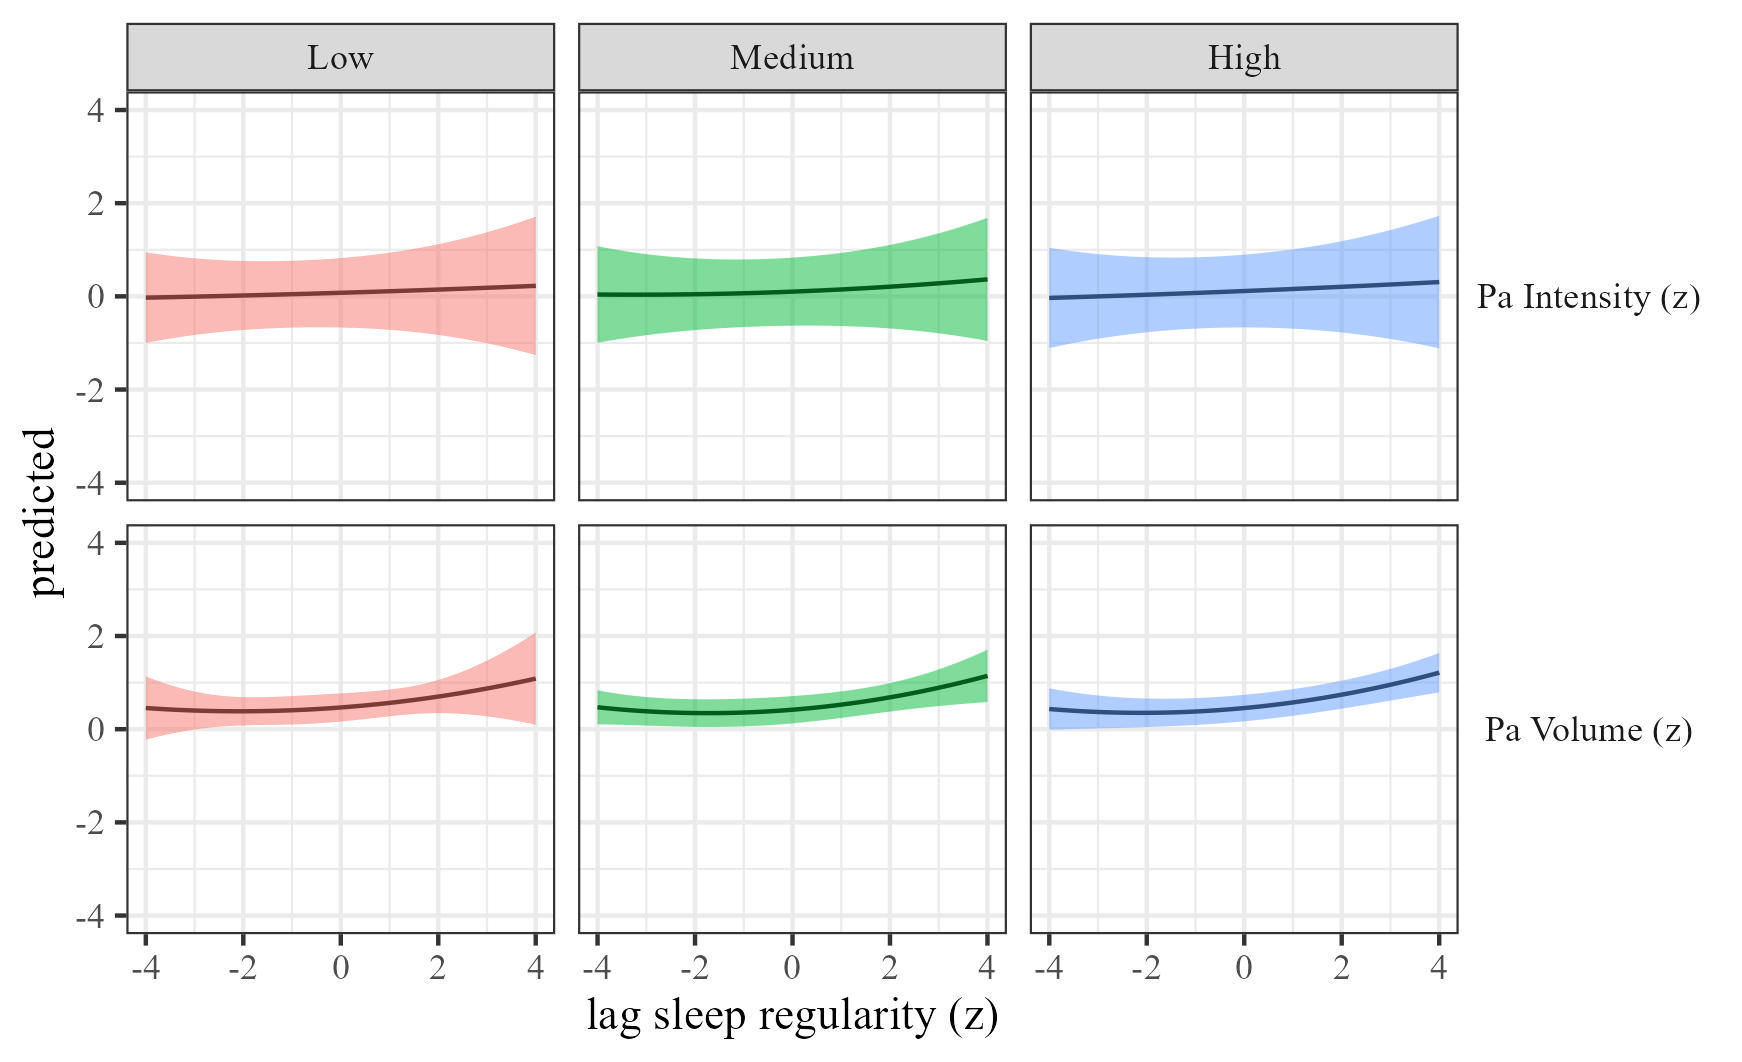 Low Medium High
4
2
0
-2
-4
Pa Intensity (z)
predicted
4
2
0
-2
-4
Pa Volume (z)
-4 -2 0 2 4 -4 -2 0 2 4 -4 -2 0 2 4
lag sleep regularity (z)